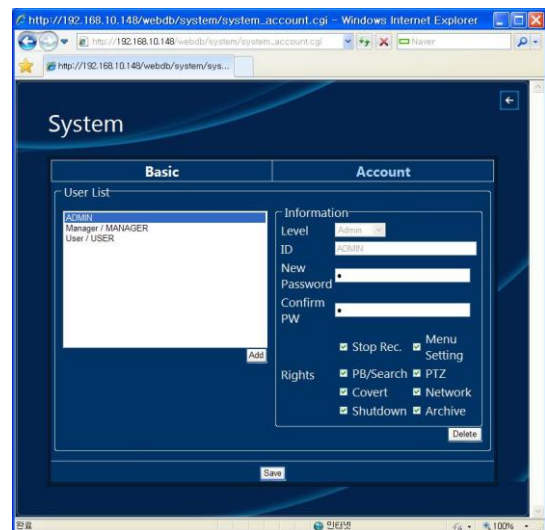 http://192.168.10.148/webdb/system/system_account.cgi - Windows Internet Explorer
http://192.168.10.148/webdb/system/system_account.cgi
Naver
http://192.168.10.148/webdb/system/sys...
System
Basic
Account
User List
ADMIN
Manager / MANAGER
User / USER
Add
Information
Level Admin
ID ADMIN
New
Password
Confirm
PW
Rights
Stop Rec. Menu
Setting
PB/Search PTZ
Covert Network
Shutdown Archive
Delete
Save
완료 인터넷 100%